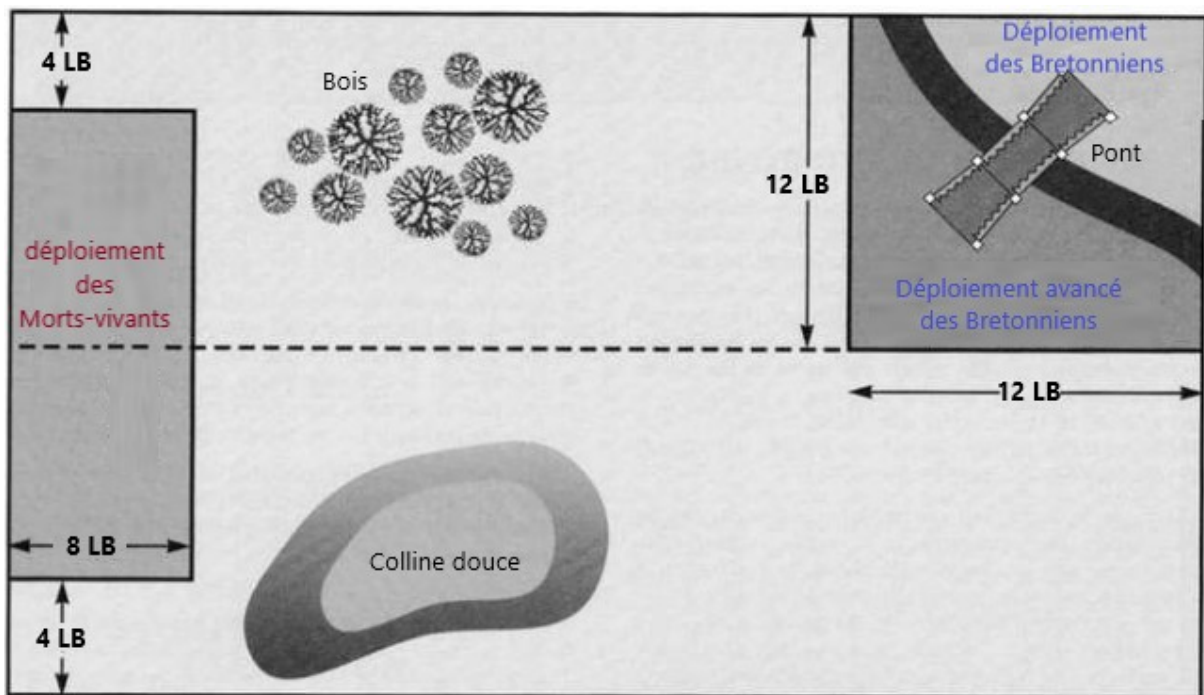 4 LB
Bois
12 LB
Déploiement
des Bretonniens
Pont
déploiement
des
Morts-vivants
Déploiement avancé
des Bretonniens
12 LB
8 LB
Colline douce
4 LB